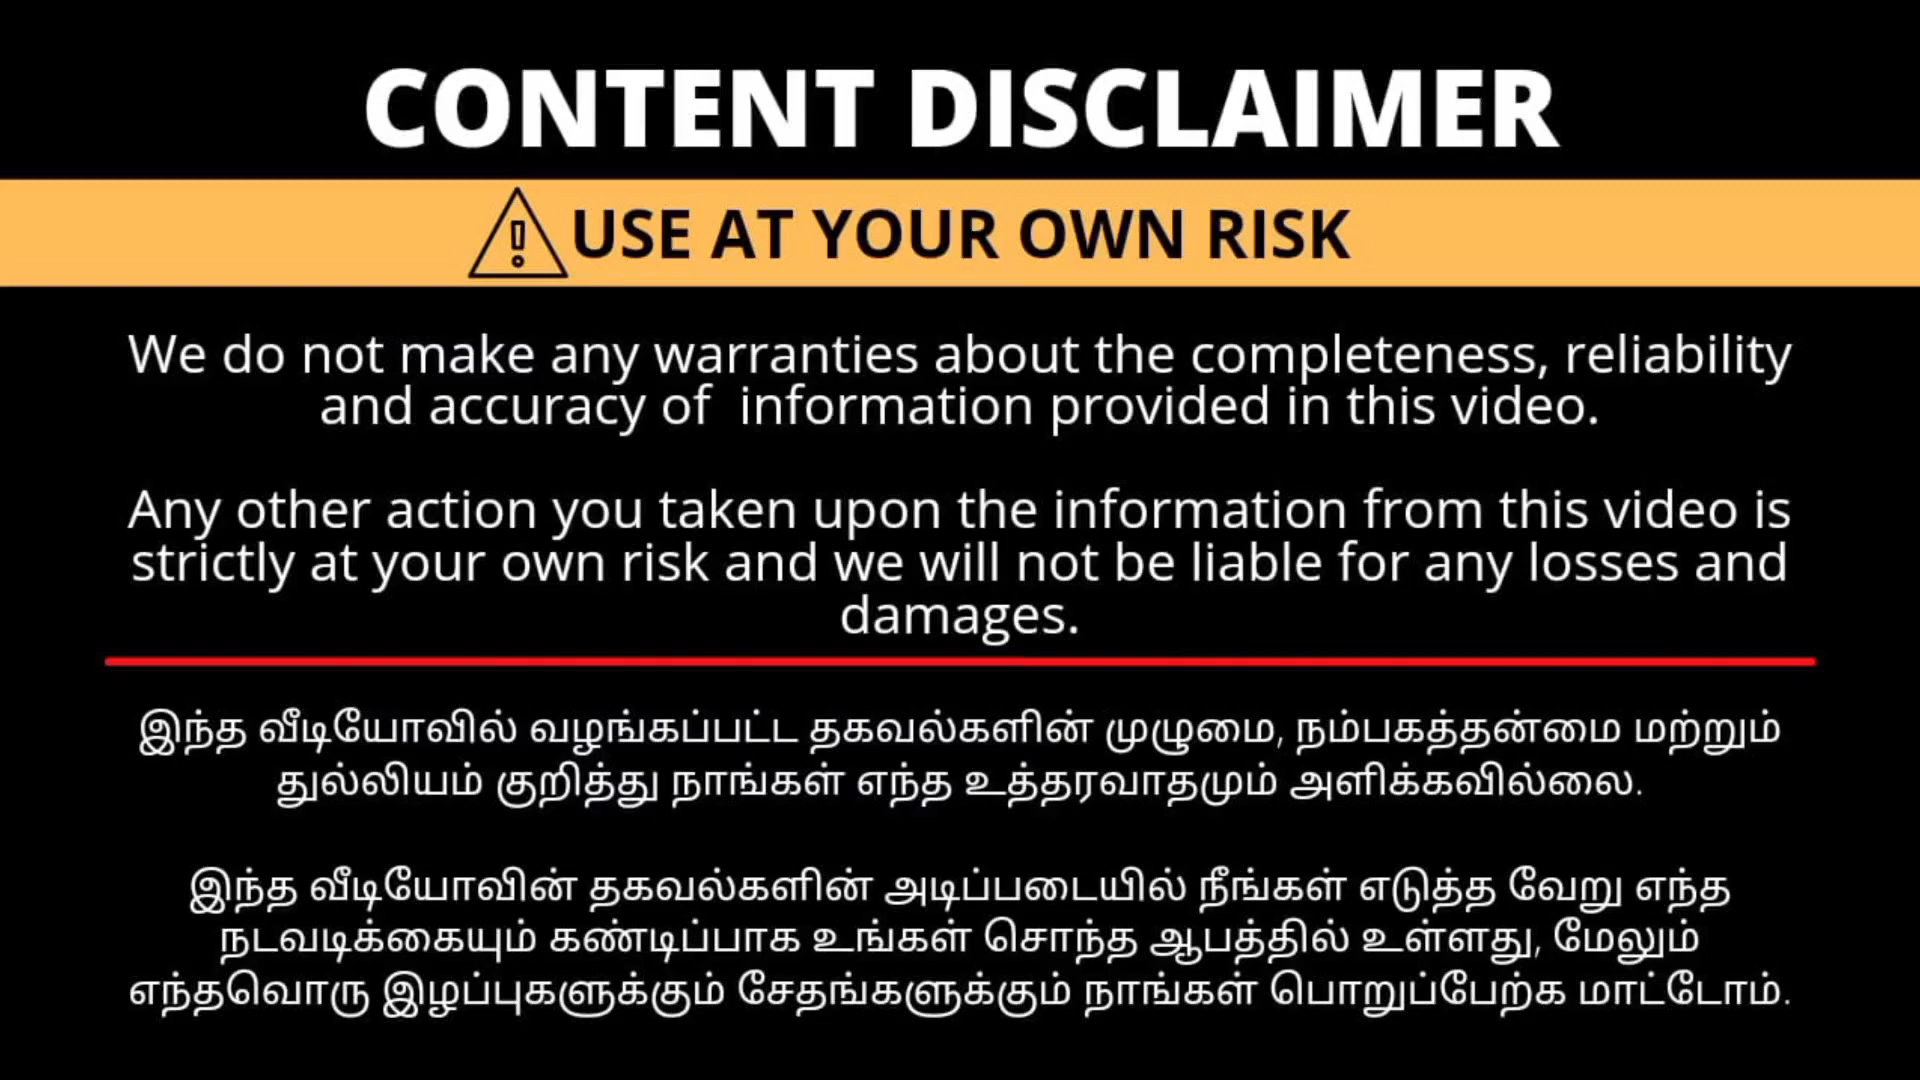 CONTENT DISCLAIMER
USE AT YOUR OWN RISK
We do not make any warranties about the completeness, reliability
and accuracy of information provided in this video.
Any other action you taken upon the information from this video is
strictly at your own risk and we will not be liable for any losses and
damages.
இந்த வீடியோவில் வழங்கப்பட்ட தகவல்களின் முழுமை, நம்பகத்தன்மை மற்றும்
துல்லியம் குறித்து நாங்கள் எந்த உத்தரவாதமும் அளிக்கவில்லை.
இந்த வீடியோவின் தகவல்களின் அடிப்படையில் நீங்கள் எடுத்த வேறு எந்த
நடவடிக்கையும் கண்டிப்பாக உங்கள் சொந்த ஆபத்தில் உள்ளது, மேலும்
எந்தவொரு இழப்புகளுக்கும் சேதங்களுக்கும் நாங்கள் பொறுப்பேற்க மாட்டோம்.